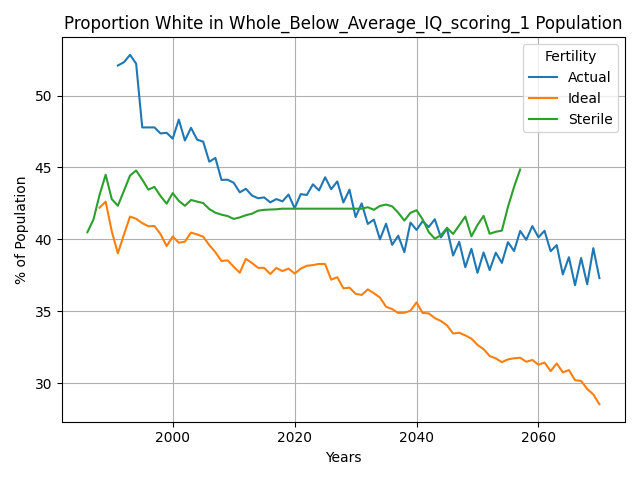 Proportion White in Whole_Below_Average_IQ_scoring_1 Population
Fertility
Actual
Ideal
Sterile
% of Population
50
45
40
35
30
2000
2020
2040
2060
Years